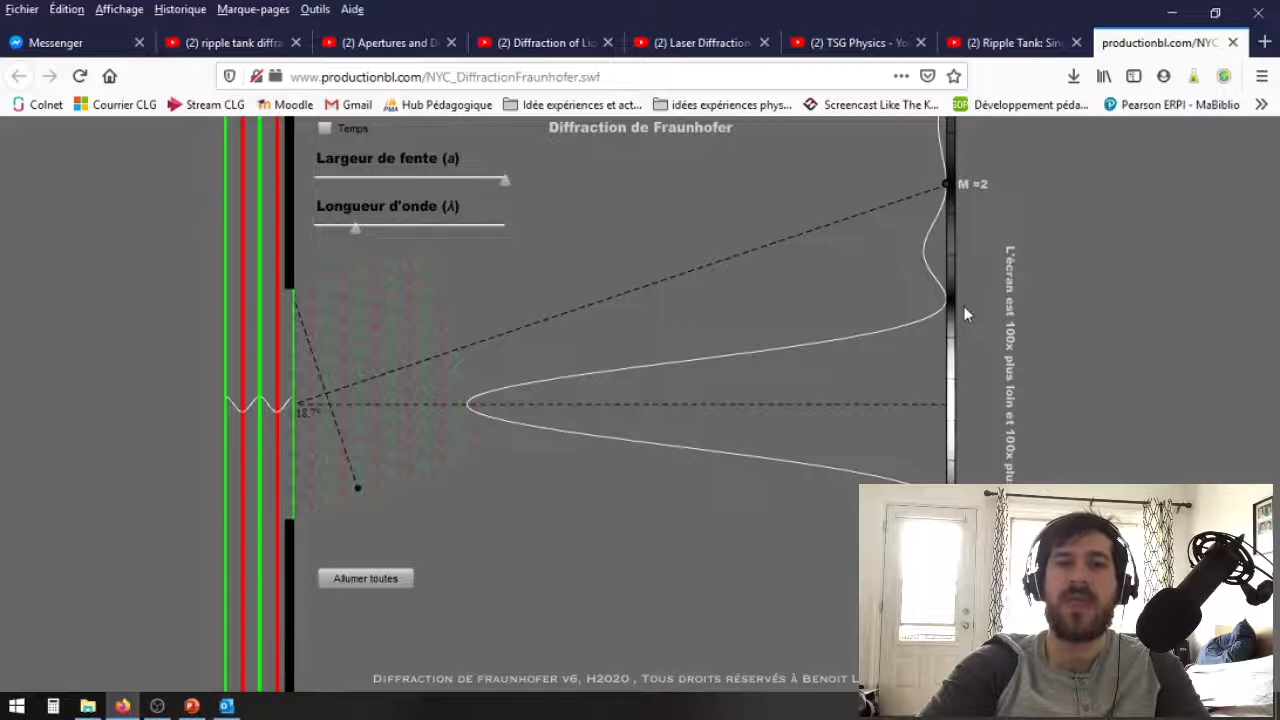 Fichier Édition Affichage Historique Marque-pages Outils Aide
Messenger
(2) ripple tank diffra
(2) Apertures and D
(2) Diffraction of Li
(2) Laser Diffraction
(2) TSG Physics - Yo
(2) Ripple Tank: Sin
productionbl.com/NYC_
www.productionbl.com/NYC_DiffractionFraunhofer.swf
Colnet Courrier CLG Stream CLG Moodle Gmail Hub Pédagogique Idée expériences et act... idées expériences phys... Screencast Like The K... Développement péda... Pearson ERPI - MaBiblio
Temps
Diffraction de Fraunhofer
Largeur de fente (a)
M =2
Longueur d'onde (λ)
L'écran est 100x plus loin et 100x plu
18.7°
Allumer toutes
Diffraction de fraunhofer v6, H2020 , Tous droits réservés à Benoit L